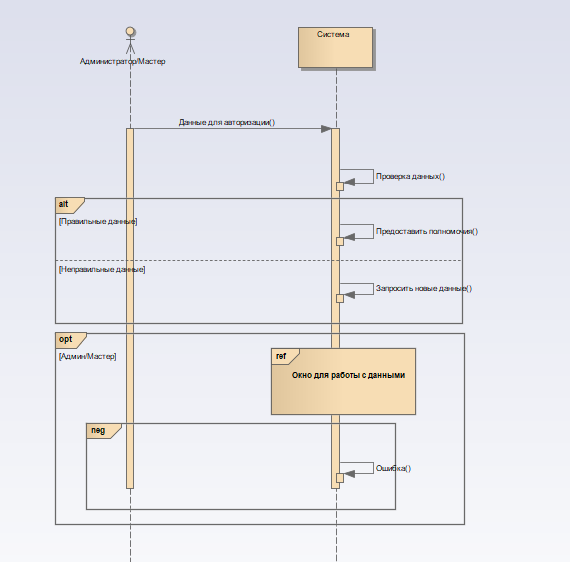 Система
Администратор/Мастер
Данные для авторизации()
Проверка данных()
alt
[Правильные данные]
Предоставить полномочия()
[Неправильные данные]
Запросить новые данные()
opt
[Админ/Мастер]
ref
Окно для работы с данными
neg
Ошибка()